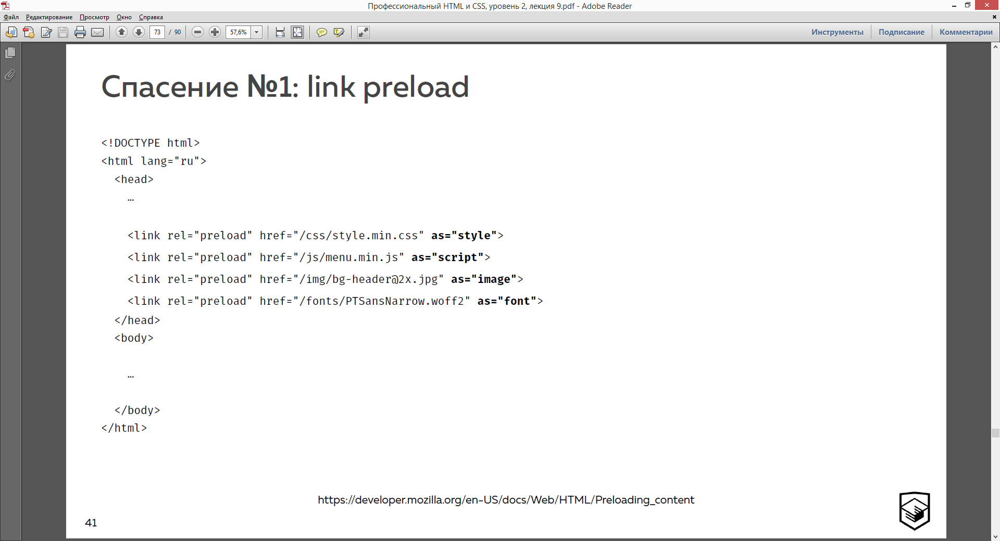 Профессиональный HTML и CSS, уровень 2, лекция 9.pdf - Adobe Reader
Файл Редактирование Просмотр Окно Справка
73 / 90 57,6% Инструменты Подписание Комментарии
Спасение №1: link preload
<!DOCTYPE html>
<html lang="ru">
<head>
…
<link rel="preload" href="/css/style.min.css" as="style">
<link rel="preload" href="/js/menu.min.js" as="script">
<link rel="preload" href="/img/bg-header@2x.jpg" as="image">
<link rel="preload" href="/fonts/PTSansNarrow.woff2" as="font">
</head>
<body>
…
</body>
</html>
https://developer.mozilla.org/en-US/docs/Web/HTML/Preloading_content
41